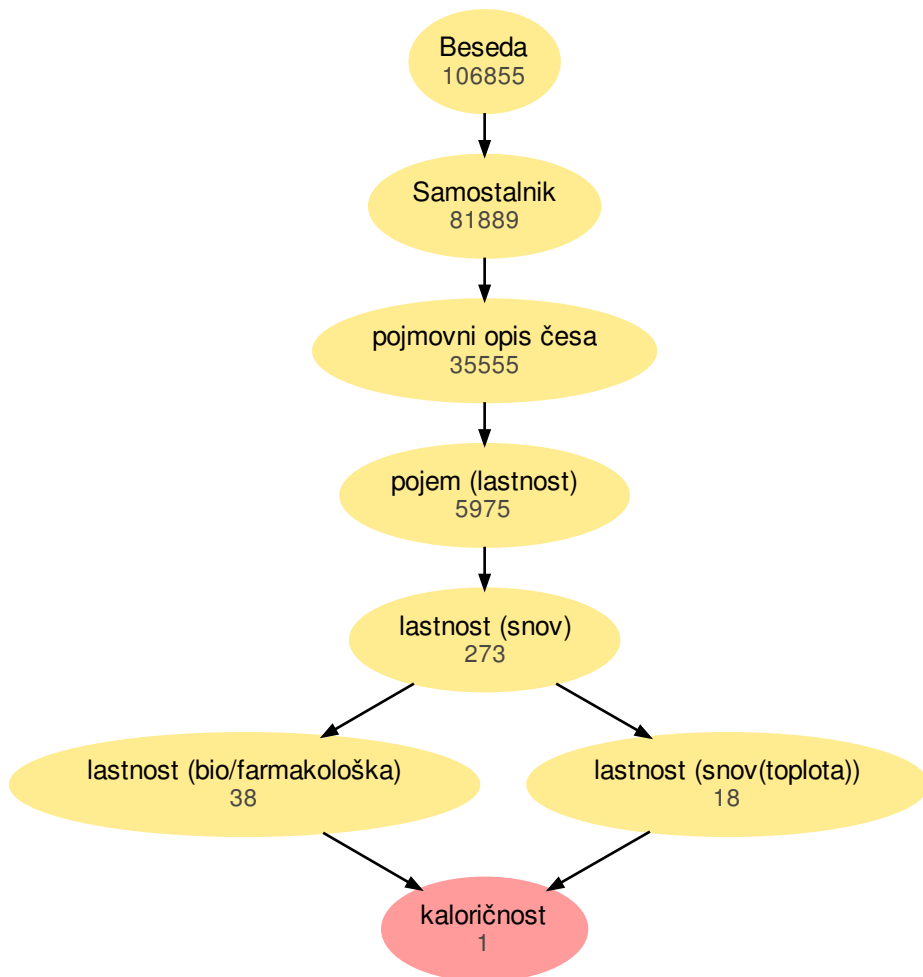 Beseda
106855
Samostalnik
81889
pojmovni opis česa
35555
pojem (lastnost)
5975
lastnost (snov)
273
lastnost (bio/farmakološka)
38
lastnost (snov(toplota))
18
kaloričnost
1